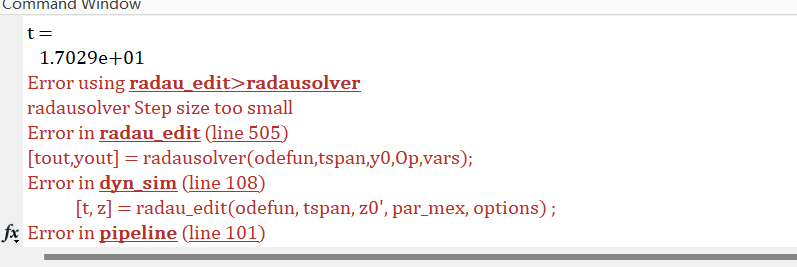 Command Window
t =
1.7029e+01
Error using radau_edit>radausolver
radausolver Step size too small
Error in radau_edit (line 505)
[tout,yout] = radausolver(odefun,tspan,y0,Op,vars);
Error in dyn_sim (line 108)
[t, z] = radau_edit(odefun, tspan, z0', par_mex, options) ;
fx Error in pipeline (line 101)